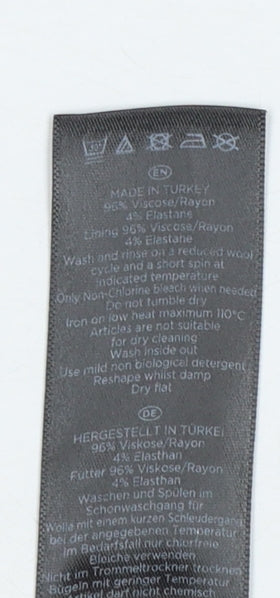 EN
MADE IN TURKEY
96% Viscose/Rayon
4% Elastane
Lining 96% Viscose/Rayon
4% Elastane
Wash and rinse on a reduced wool
cycle and a short spin at
indicated temperature
Only Non-Chlorine bleach when needed
Do not tumble dry
Iron on low heat maximum 110°C
Articles are not suitable
for dry cleaning
Wash inside out
Use mild non biological detergent
Reshape whilst damp
Dry flat
DE
HERGESTELLT IN TÜRKEI
96% Viskose/Rayon
4% Elasthan
Futter 96% Viskose/Rayon
4% Elasthan
Waschen und Spülen im
Schonwaschgang für
Wolle mit einem kurzen Schleudergang
bei der angegebenen Temperatur
Im Bedarfsfall nur chlorfreie
Bleiche verwenden
Nicht im Trommeltrockner trocknen
Bügeln mit geringer Temperatur
darf nicht chemisch